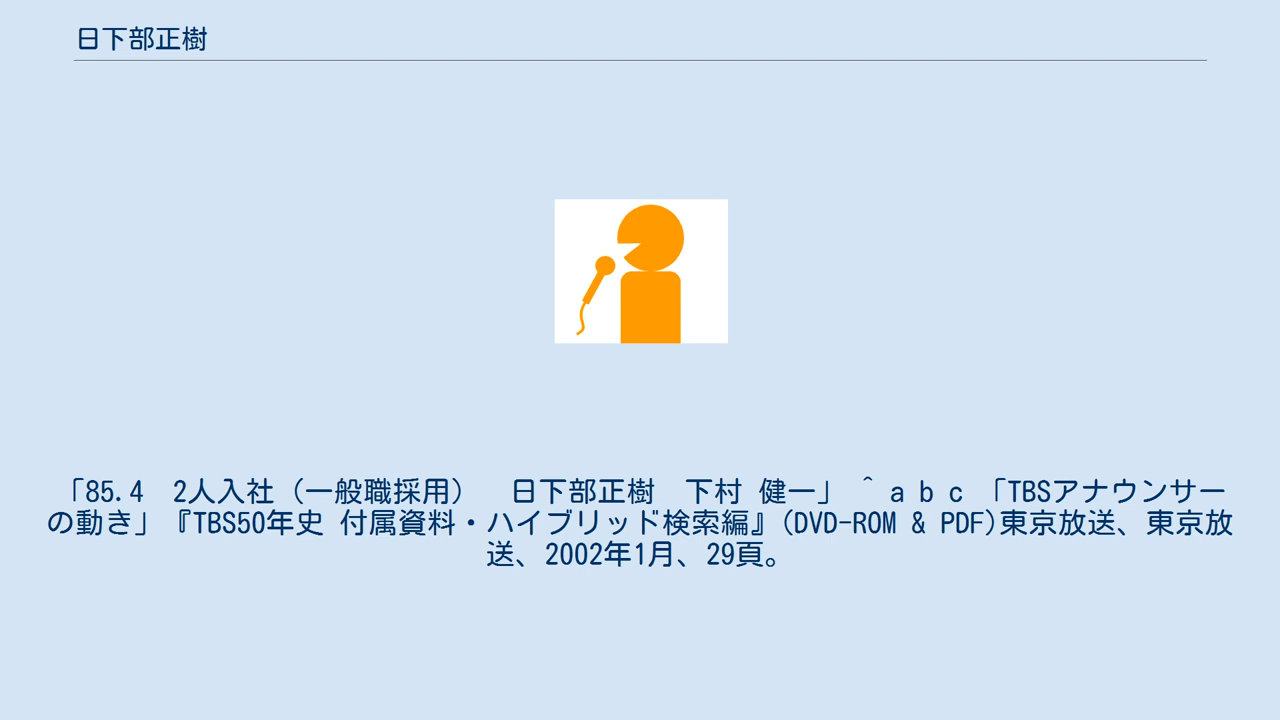 日下部正樹
「85.4　2人入社（一般職採用）　日下部正樹　下村 健一」 ^ a b c 「TBSアナウンサー
の動き」『TBS50年史 付属資料・ハイブリッド検索編』(DVD-ROM & PDF)東京放送、東京放
送、2002年1月、29頁。